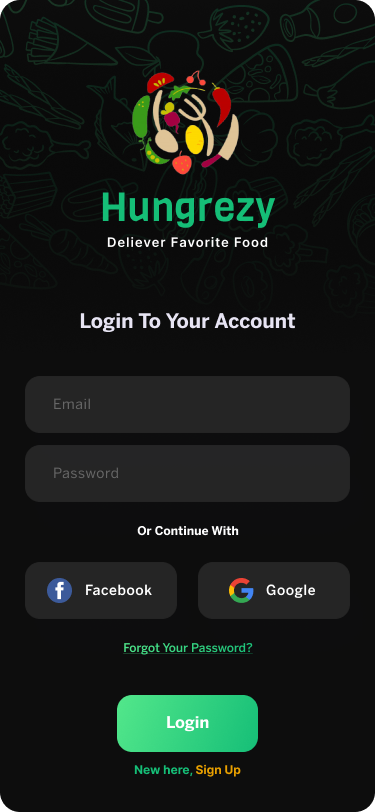 Hungrezy
Deliever Favorite Food
Login To Your Account
Email
Password
Or Continue With
Facebook
Google
Forgot Your Password?
Login
New here, Sign Up